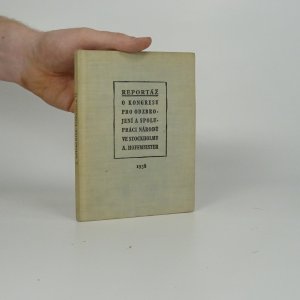 REPORTÁŽ
O KONGRESU
PRO ODZBRO-
JENÍ A SPOLU-
PRÁCI NÁRODŮ
VE STOCKHOLMU
A. HOFFMEISTER
1958